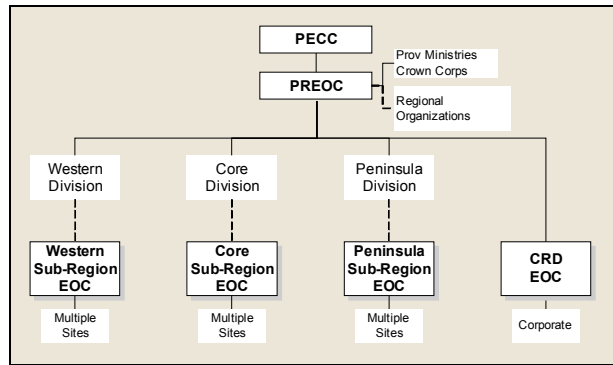 PECC
Prov Ministries
Crown Corps
PREOC
Regional
Organizations
Western
Division
Core
Division
Peninsula
Division
Western
Sub-Region
EOC
Core
Sub-Region
EOC
Peninsula
Sub-Region
EOC
CRD
EOC
Multiple
Sites
Multiple
Sites
Multiple
Sites
Corporate